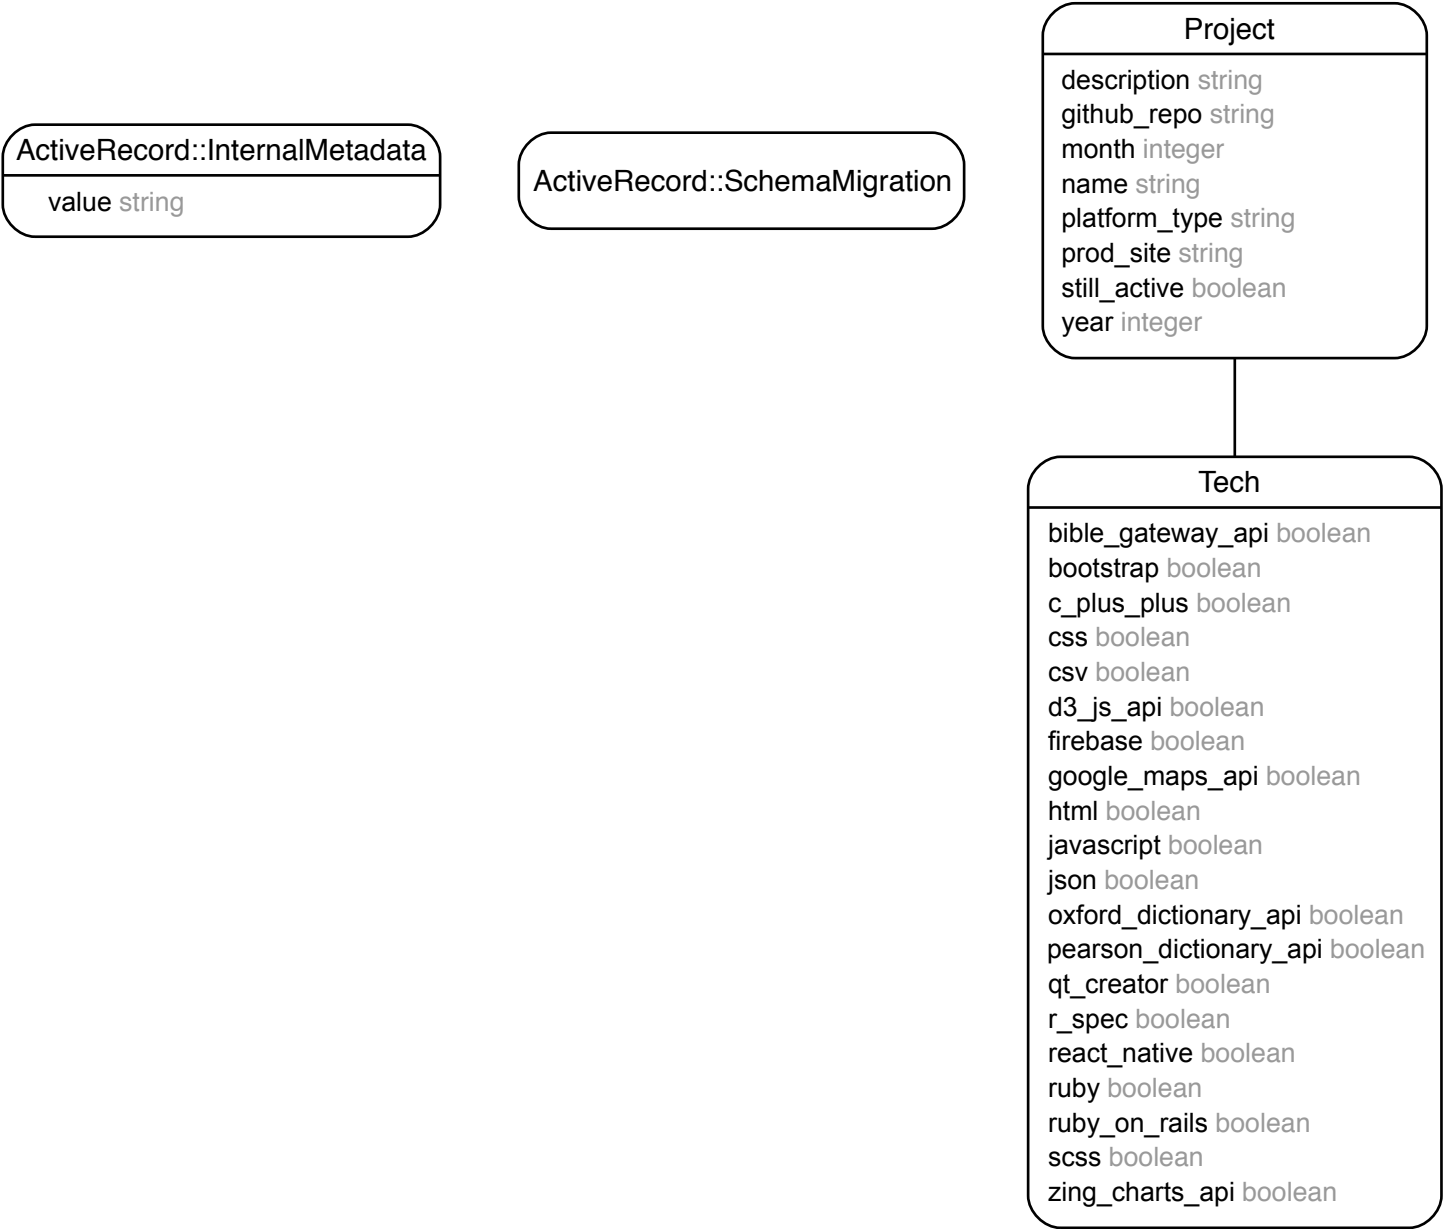 ActiveRecord::InternalMetadata
value string
ActiveRecord::SchemaMigration
Project
description string
github_repo string
month integer
name string
platform_type string
prod_site string
still_active boolean
year integer
Tech
bible_gateway_api boolean
bootstrap boolean
c_plus_plus boolean
css boolean
csv boolean
d3_js_api boolean
firebase boolean
google_maps_api boolean
html boolean
javascript boolean
json boolean
oxford_dictionary_api boolean
pearson_dictionary_api boolean
qt_creator boolean
r_spec boolean
react_native boolean
ruby boolean
ruby_on_rails boolean
scss boolean
zing_charts_api boolean